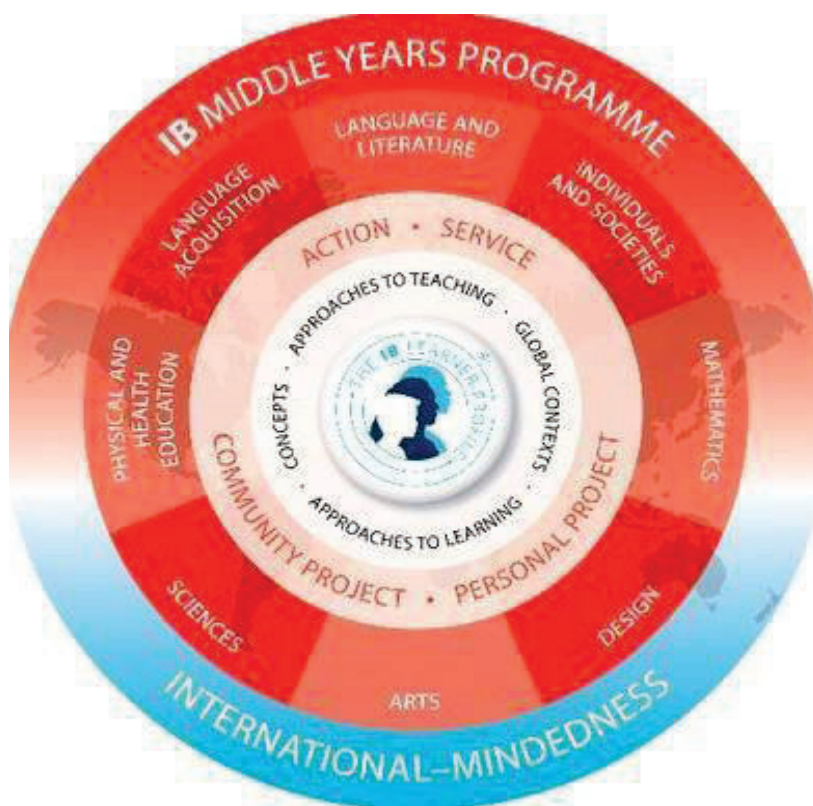 IB MIDDLE YEARS PROGRAMME
LANGUAGE AND
LITERATURE
LANGUAGE
ACQUISITION
INDIVIDUALS
AND SOCIETIES
PHYSICAL AND
HEALTH
EDUCATION
MATHEMATICS
SCIENCES
ARTS
DESIGN
ACTION • SERVICE
COMMUNITY PROJECT • PERSONAL PROJECT
APPROACHES TO TEACHING •
GLOBAL CONTEXTS •
CONCEPTS •
APPROACHES TO LEARNING •
THE IB LEARNER PROFILE
INTERNATIONAL–MINDEDNESS